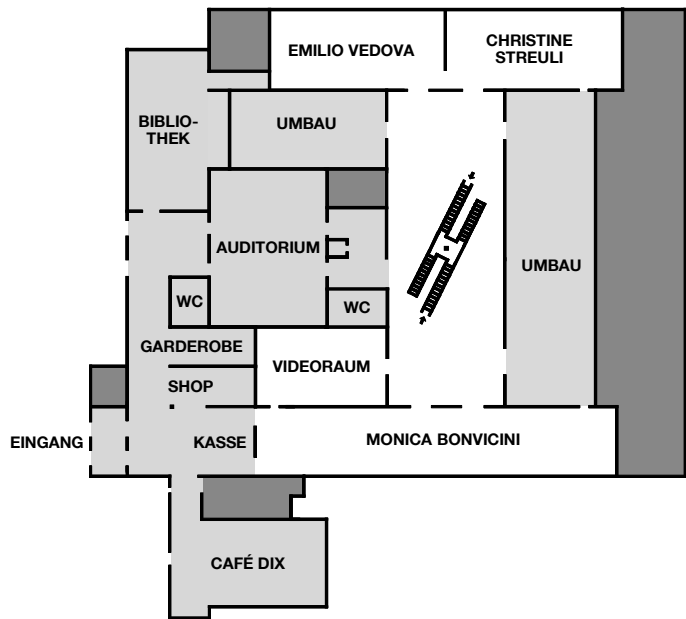 EMILIO VEDOVA
CHRISTINE
STREULI
BIBLIO-
THEK
UMBAU
AUDITORIUM
UMBAU
WC
WC
GARDEROBE
VIDEORAUM
SHOP
EINGANG
KASSE
MONICA BONVICINI
CAFÉ DIX